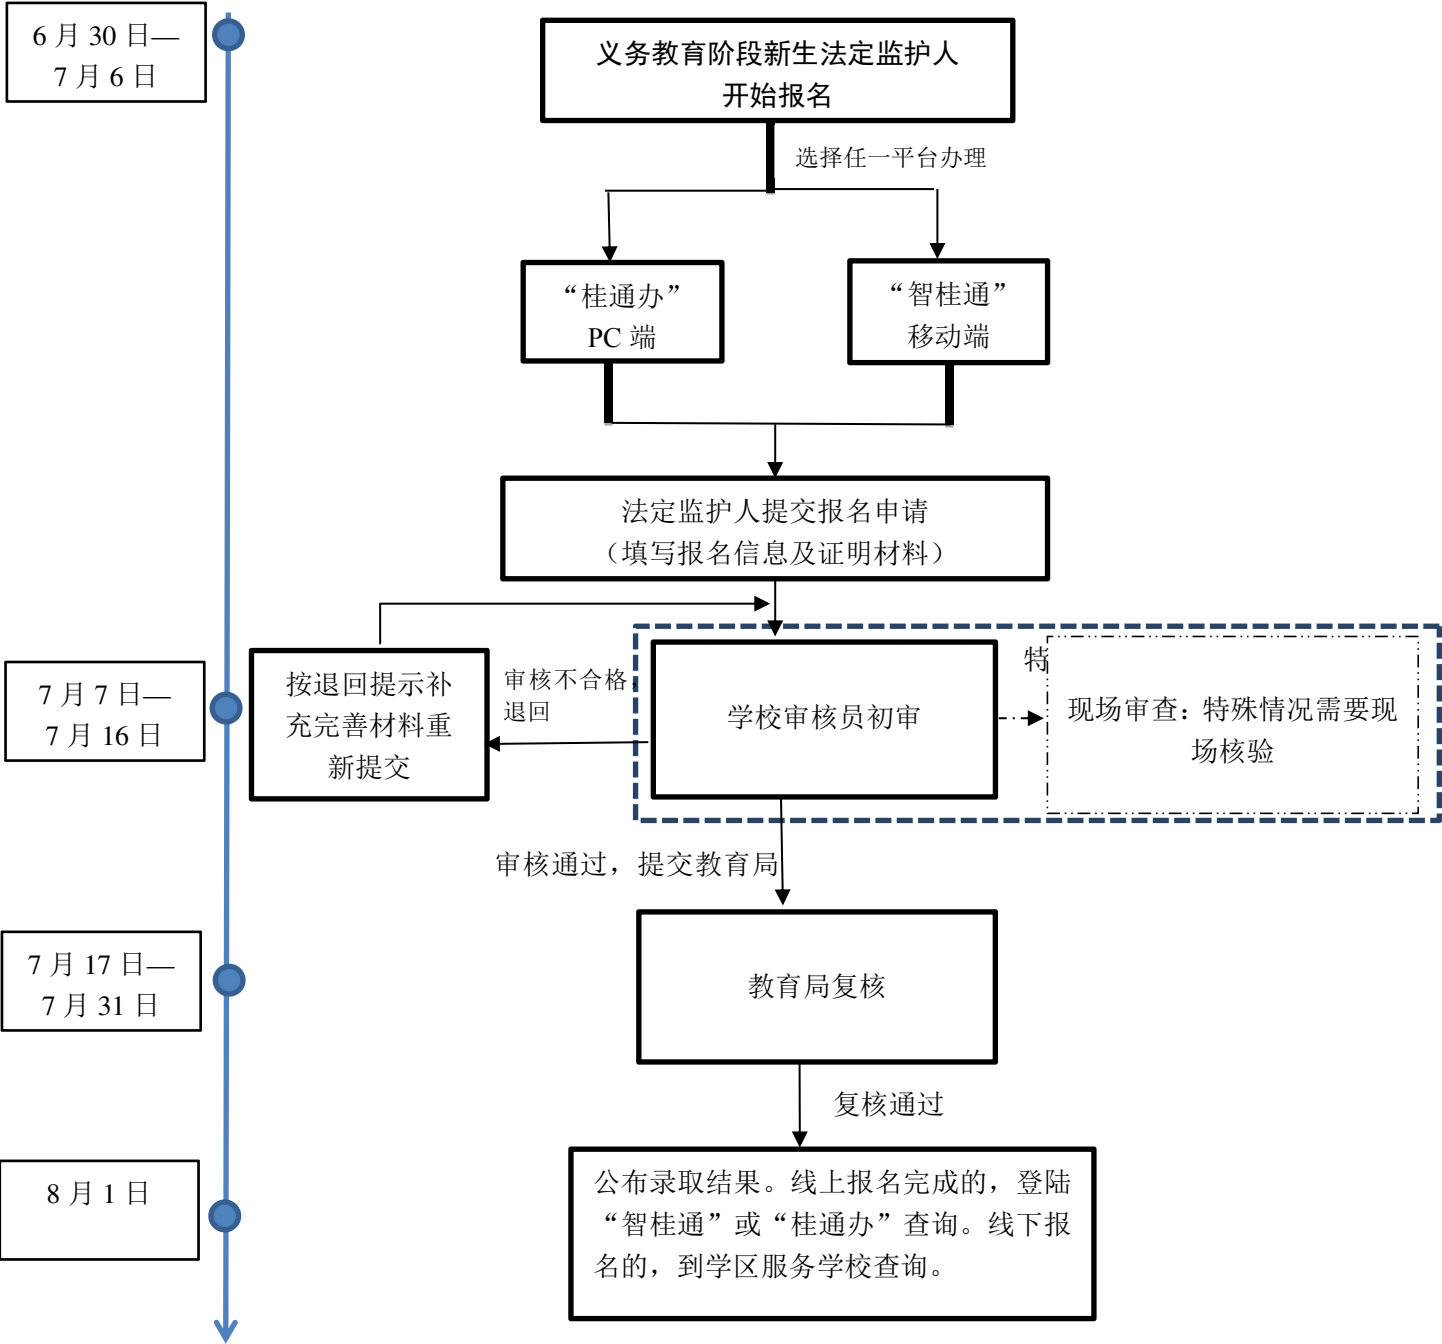 6 月 30 日—
7 月 6 日
义务教育阶段新生法定监护人
开始报名
选择任一平台办理
“桂通办”
PC 端
“智桂通”
移动端
法定监护人提交报名申请
（填写报名信息及证明材料）
7 月 7 日—
7 月 16 日
按退回提示补
充完善材料重
新提交
审核不合格，
退回
学校审核员初审
特
现场审查：特殊情况需要现
场核验
审核通过，提交教育局
7 月 17 日—
7 月 31 日
教育局复核
复核通过
8 月 1 日
公布录取结果。线上报名完成的，登陆
“智桂通”或“桂通办”查询。线下报
名的，到学区服务学校查询。